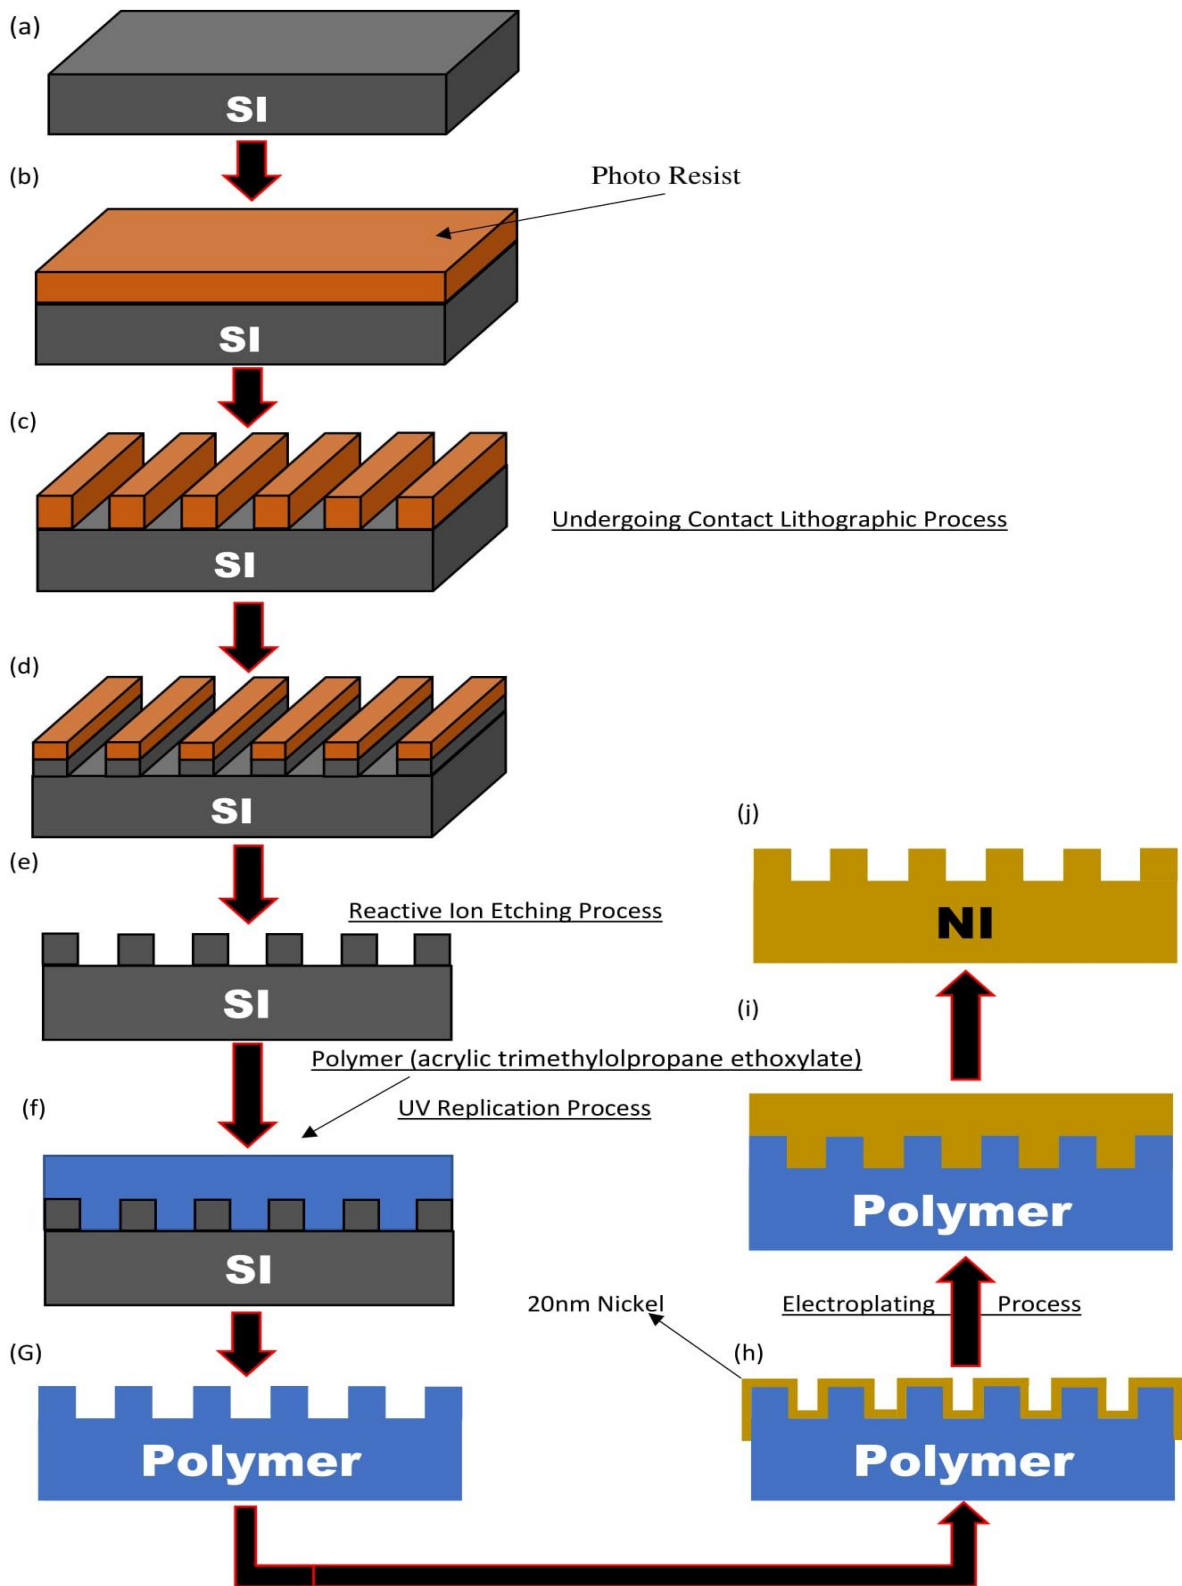 (a)
SI
(b)
Photo Resist
SI
(c)
Undergoing Contact Lithographic Process
SI
(d)
SI
(e)
Reactive Ion Etching Process
SI
Polymer (acrylic trimethylolpropane ethoxylate)
(f)
UV Replication Process
SI
(G)
Polymer
20nm Nickel
(h)
Polymer
Electroplating Process
(i)
Polymer
(j)
NI